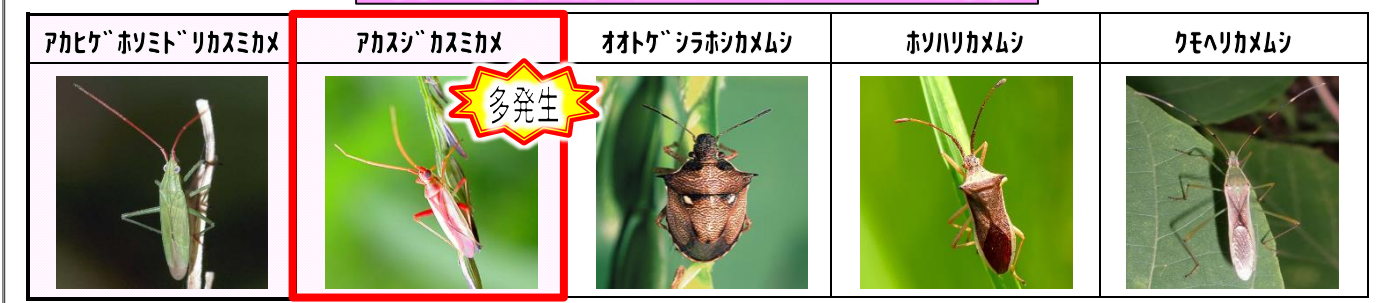 ｱｶﾋｹﾞﾎｿﾐﾄﾞﾘｶｽﾐｶﾒ
ｱｶｽｼﾞｶｽﾐｶﾒ
ｵｵﾄｹﾞｼﾗﾎｼｶﾒﾑｼ
ﾎｿﾊﾘｶﾒﾑｼ
ｸﾓﾍﾘｶﾒﾑｼ
多発生